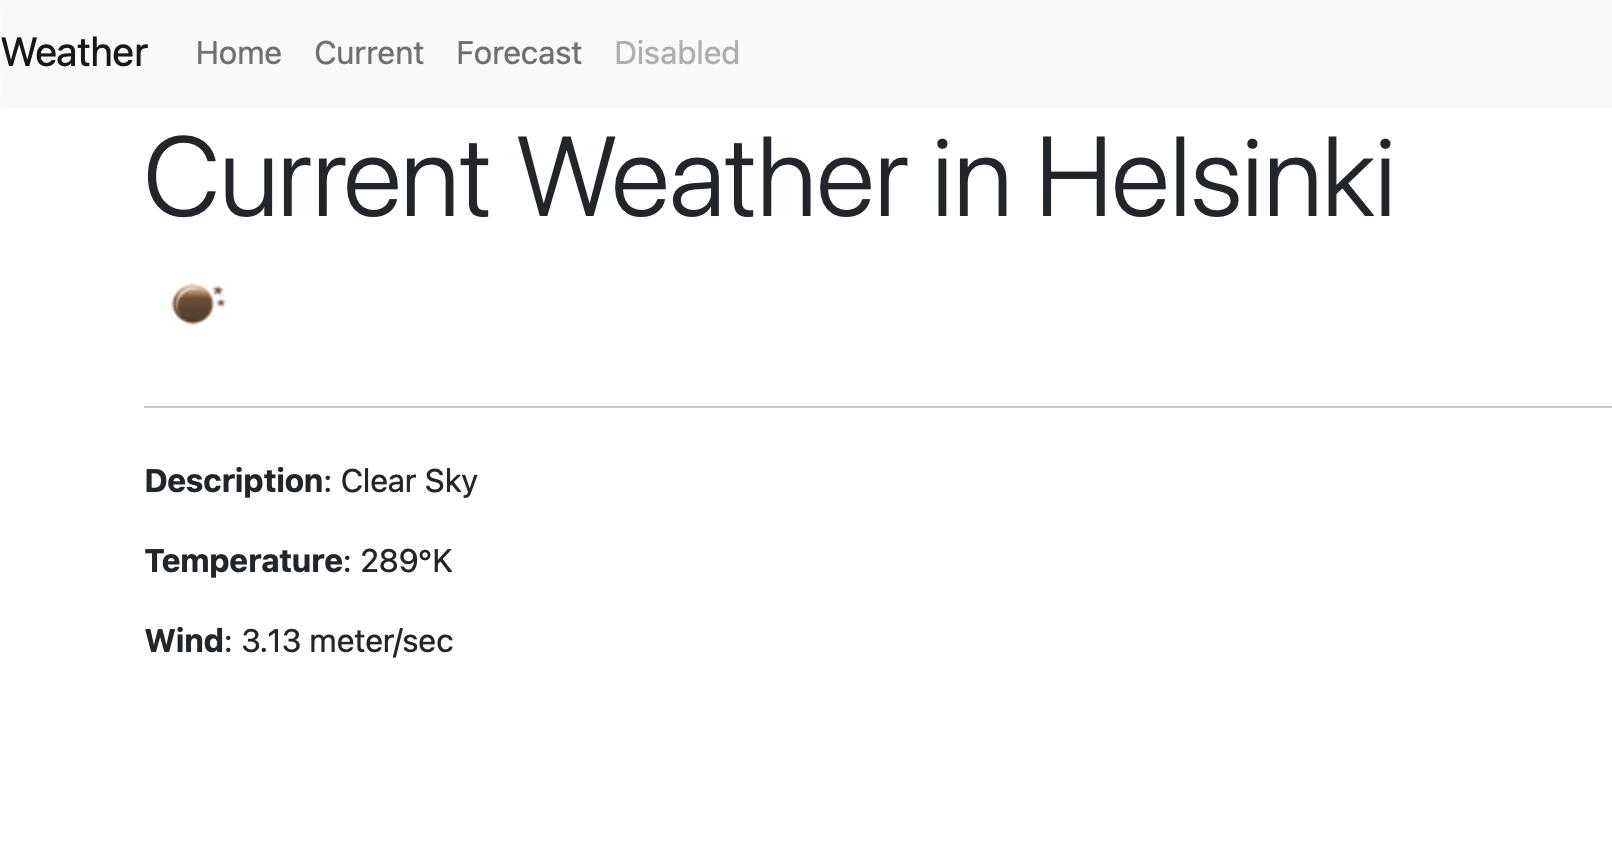 Weather Home Current Forecast Disabled
Current Weather in Helsinki
Description: Clear Sky
Temperature: 289°K
Wind: 3.13 meter/sec